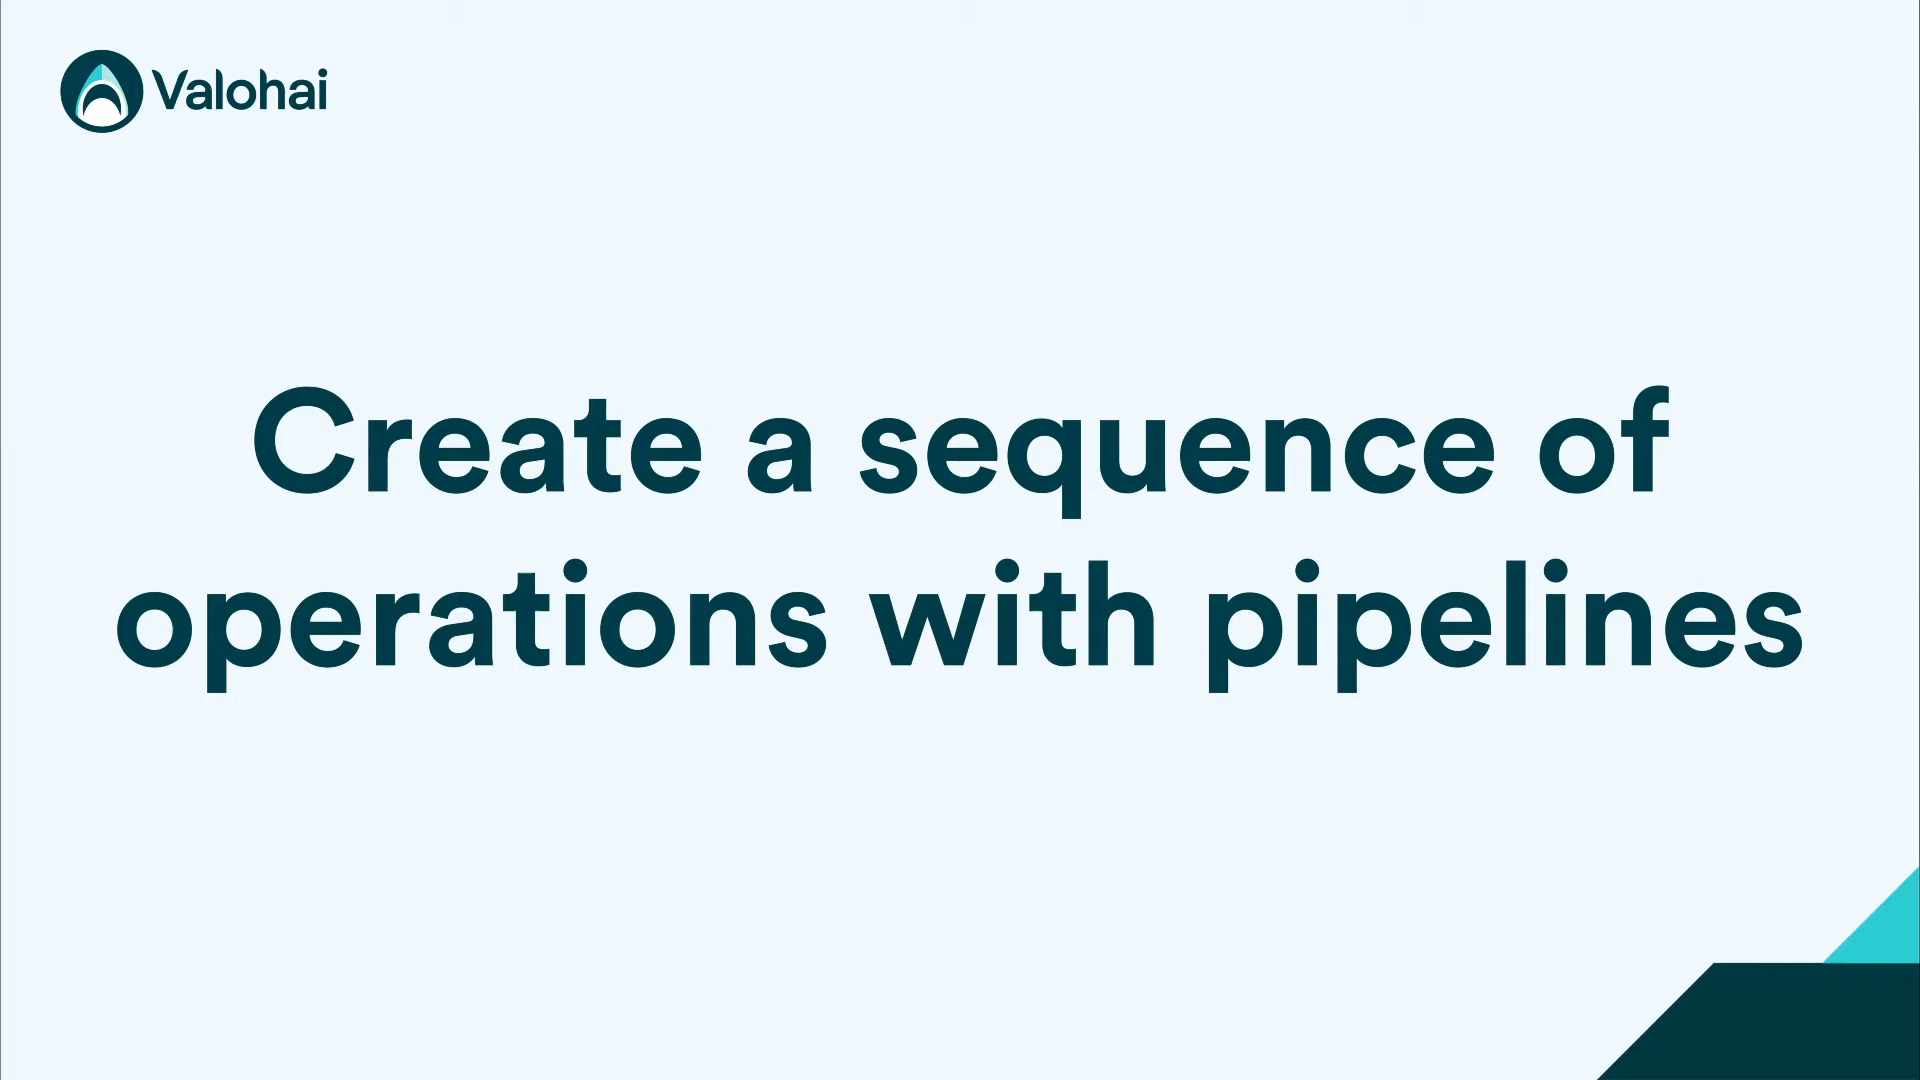 Valohai
Create a sequence of
operations with pipelines